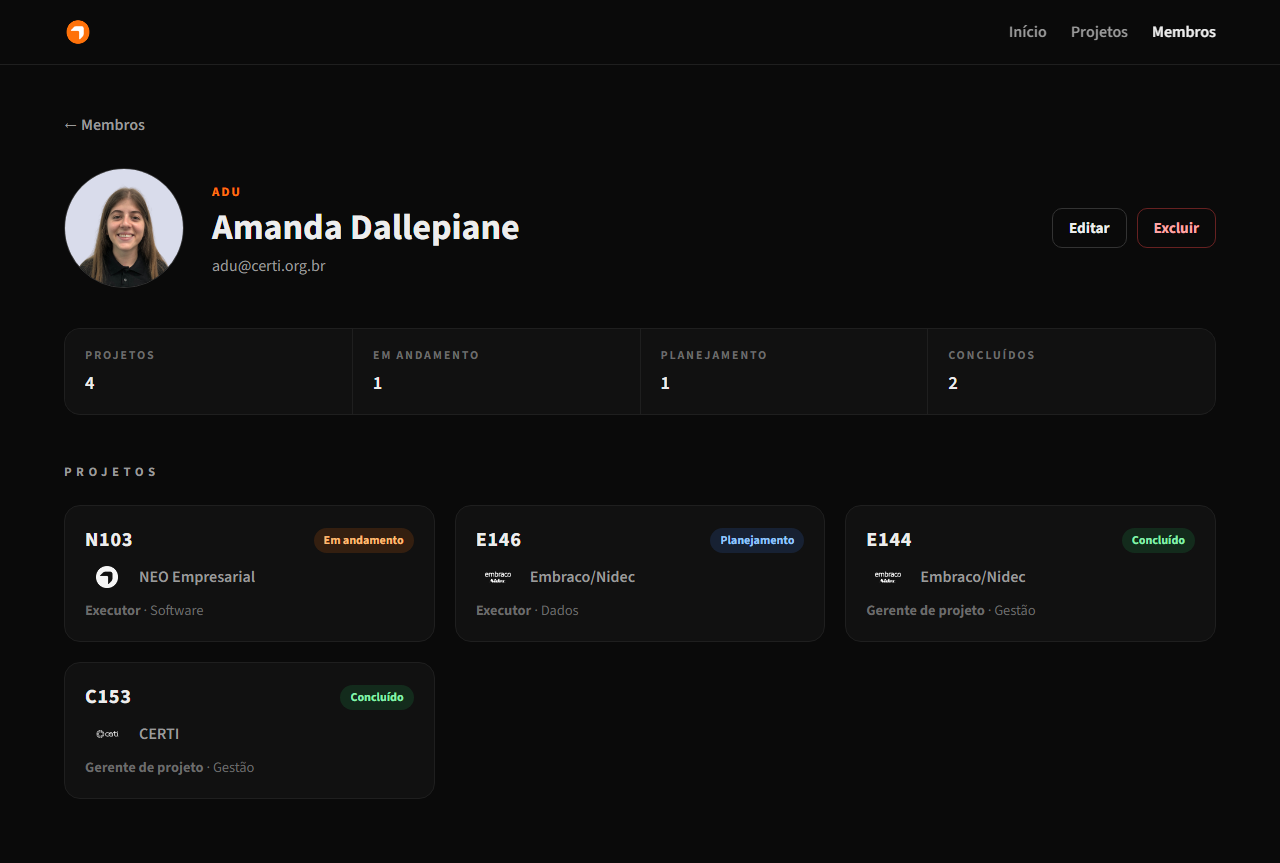 Início Projetos Membros
← Membros
ADU
Amanda Dallepiane
adu@certi.org.br
Editar Excluir
PROJETOS EM ANDAMENTO PLANEJAMENTO CONCLUÍDOS
4 1 1 2
PROJETOS
N103 Em andamento
NEO Empresarial
Executor · Software
E146 Planejamento
embraco
Nidec
Embraco/Nidec
Executor · Dados
E144 Concluído
embraco
Nidec
Embraco/Nidec
Gerente de projeto · Gestão
C153 Concluído
certi CERTI
Gerente de projeto · Gestão